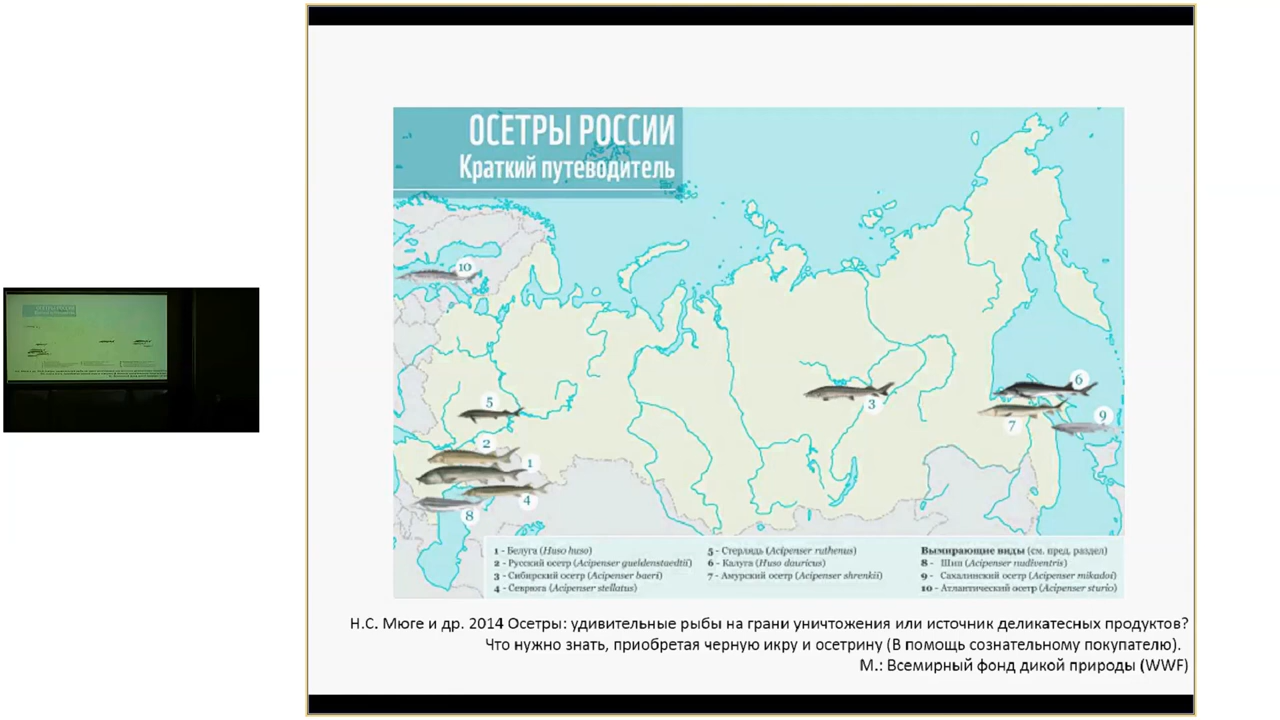 ОСЕТРЫ РОССИИ
Краткий путеводитель
10
6
3
9
5
7
2
1
4
8
1 - Белуга (Huso huso)
2 - Русский осетр (Acipenser gueldenstaedtii)
3 - Сибирский осетр (Acipenser baeri)
4 - Севрюга (Acipenser stellatus)
5 - Стерлядь (Acipenser ruthenus)
6 - Калуга (Huso dauricus)
7 - Амурский осетр (Acipenser shrenkii)
Вымирающие виды (см. пред. раздел)
8 - Шип (Acipenser nudiventris)
9 - Сахалинский осетр (Acipenser mikadoi)
10 - Атлантический осетр (Acipenser sturio)
Н.С. Мюге и др. 2014 Осетры: удивительные рыбы на грани уничтожения или источник деликатесных продуктов?
Что нужно знать, приобретая черную икру и осетрину (В помощь сознательному покупателю).
М.: Всемирный фонд дикой природы (WWF)